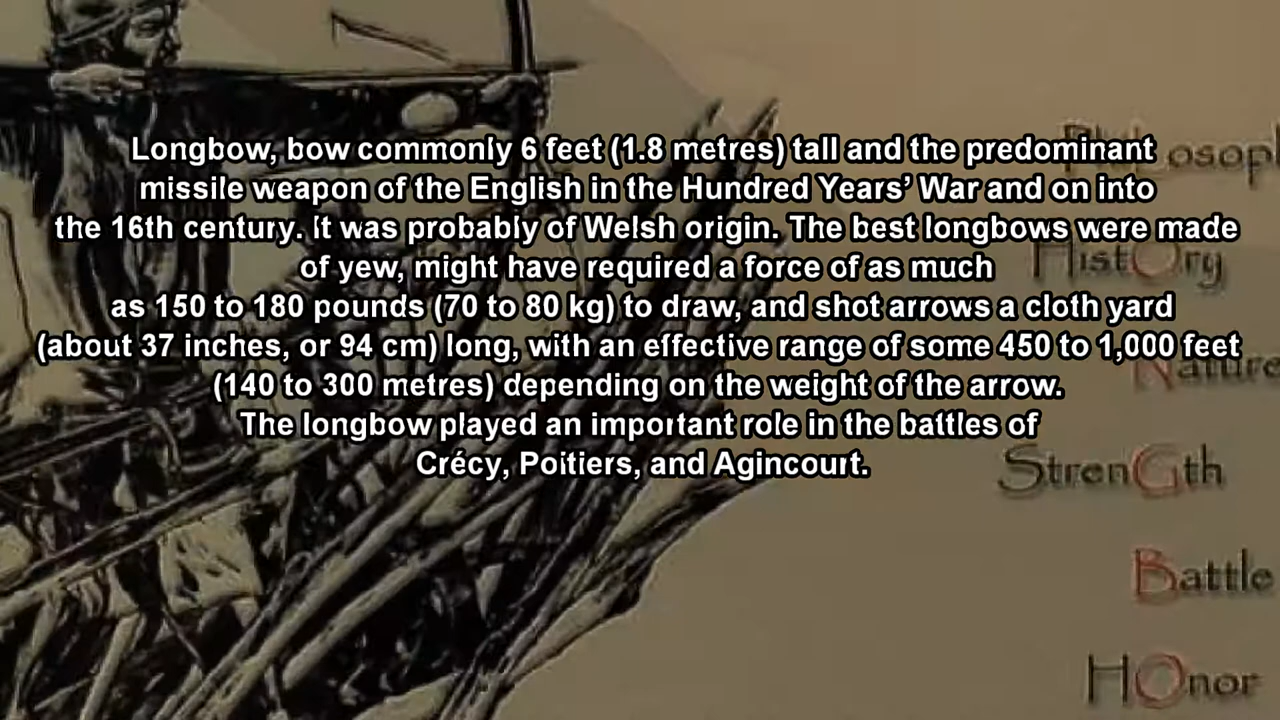 Longbow, bow commonly 6 feet (1.8 metres) tall and the predominant
missile weapon of the English in the Hundred Years’ War and on into
the 16th century. It was probably of Welsh origin. The best longbows were made
of yew, might have required a force of as much
as 150 to 180 pounds (70 to 80 kg) to draw, and shot arrows a cloth yard
(about 37 inches, or 94 cm) long, with an effective range of some 450 to 1,000 feet
(140 to 300 metres) depending on the weight of the arrow.
The longbow played an important role in the battles of
Crécy, Poitiers, and Agincourt.
HistOry
Nature
StrenGth
Battle
HOnor